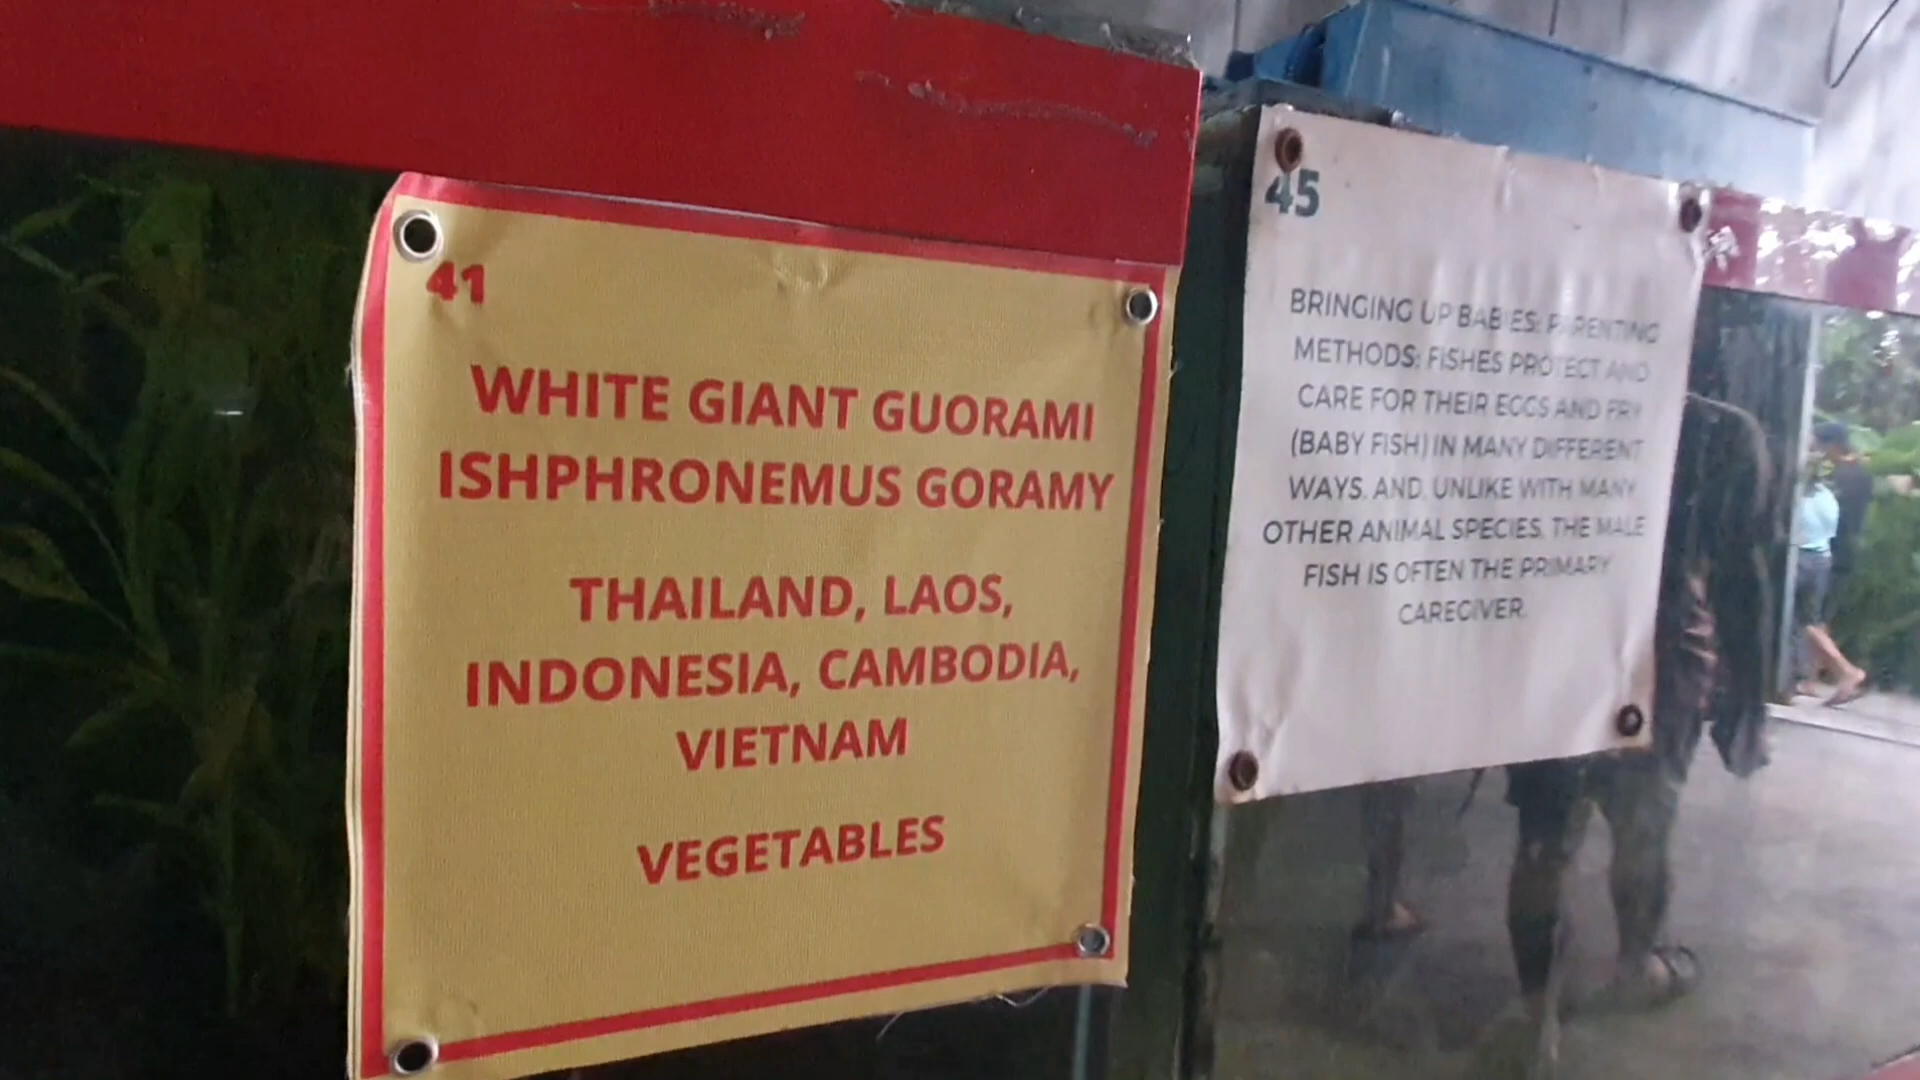 41
WHITE GIANT GUORAMI
ISHPHRONEMUS GORAMY
THAILAND, LAOS,
INDONESIA, CAMBODIA,
VIETNAM
VEGETABLES
45
BRINGING UP BABIES: PARENTING
METHODS: FISHES PROTECT AND
CARE FOR THEIR EGGS AND FRY
(BABY FISH) IN MANY DIFFERENT
WAYS. AND, UNLIKE WITH MANY
OTHER ANIMAL SPECIES, THE MALE
FISH IS OFTEN THE PRIMARY
CAREGIVER.